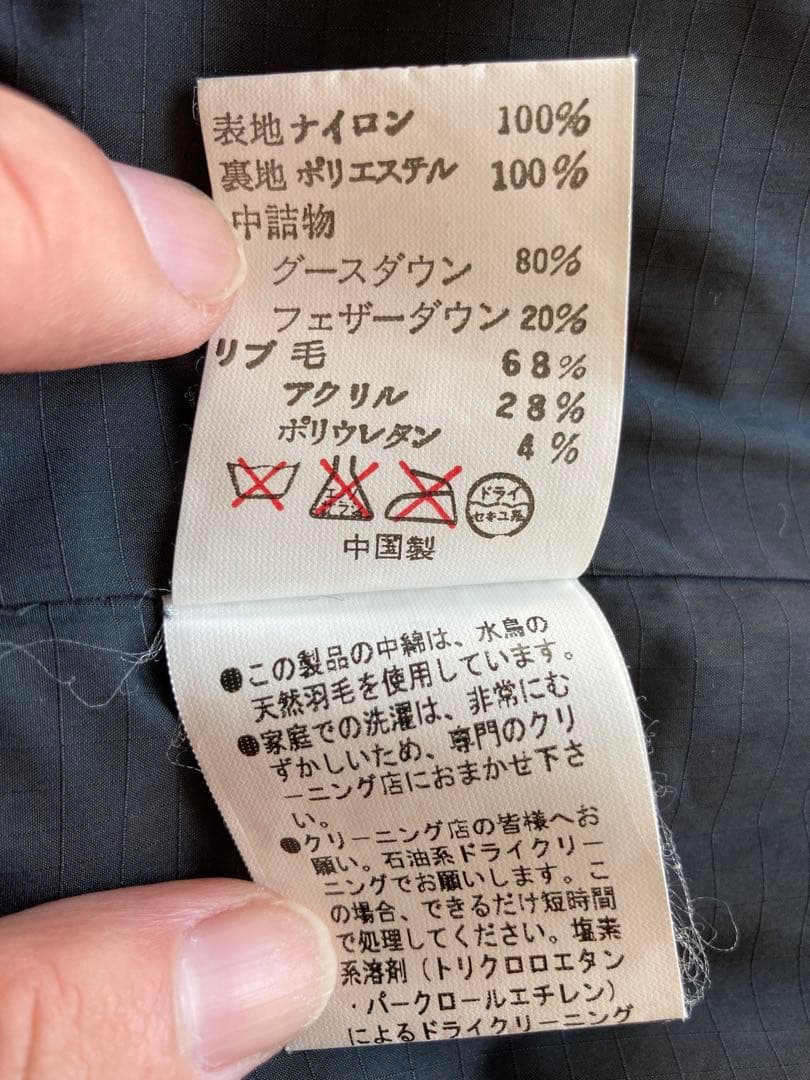 表地 ナイロン 100%
裏地 ポリエステル 100%
中詰物
グースダウン 80%
フェザーダウン 20%
リブ 毛 68%
アクリル 28%
ポリウレタン 4%
エンソ サラシ
ドライ
セキユ系
中国製
●この製品の中綿は、水鳥の
天然羽毛を使用しています。
●家庭での洗濯は、非常にむ
ずかしいため、専門のクリ
ーニング店におまかせ下さ
い。
●クリーニング店の皆様へお
願い。石油系ドライクリー
ニングでお願いします。こ
の場合、できるだけ短時間
で処理してください。塩素
系溶剤(トリクロロエタン
・パークロールエチレン)
によるドライクリーニング